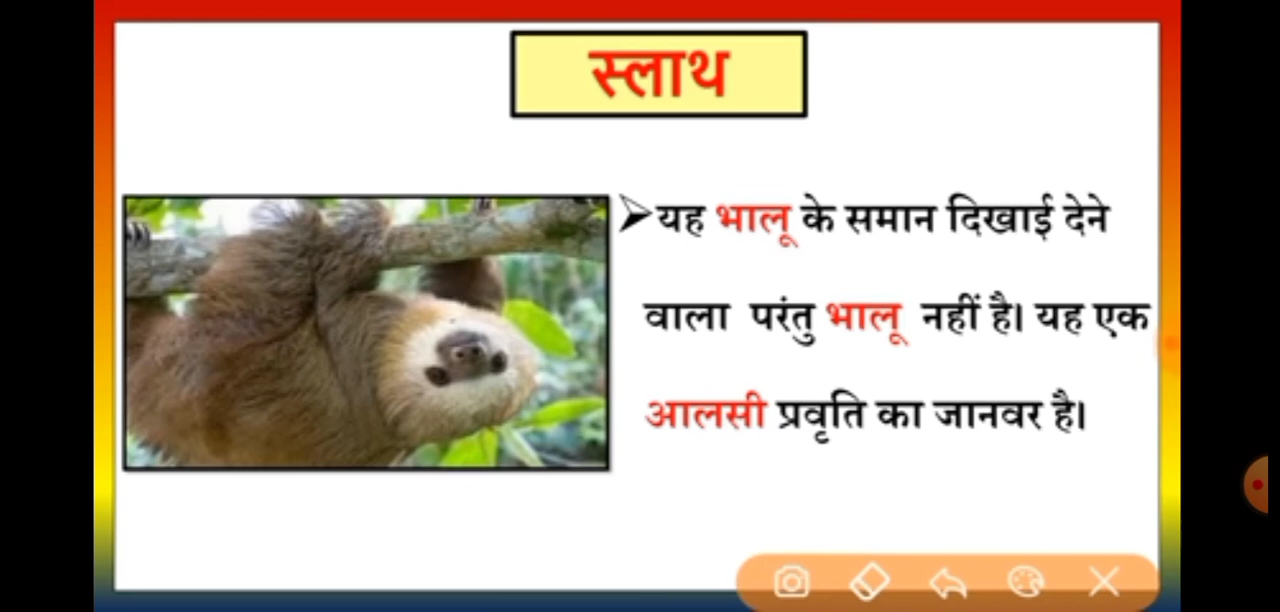 स्लाथ
➤यह भालू के समान दिखाई देने
वाला परंतु भालू नहीं है। यह एक
आलसी प्रवृति का जानवर है।